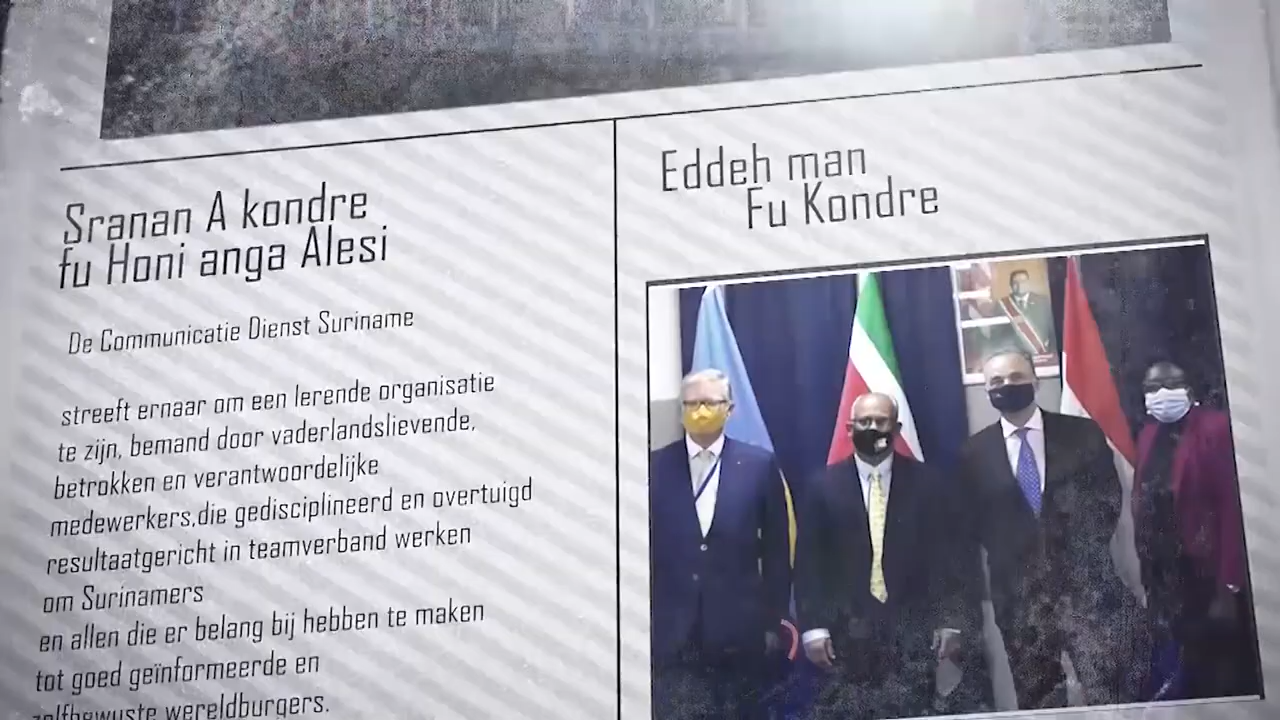 Sranan A kondre
fu Honi anga Alesi
De Communicatie Dienst Suriname
streeft ernaar om een lerende organisatie
te zijn, bemand door vaderlandslievende,
betrokken en verantwoordelijke
medewerkers,die gedisciplineerd en overtuigd
resultaatgericht in teamverband werken
om Surinamers
en allen die er belang bij hebben te maken
tot goed geïnformeerde en
zelfbewuste wereldburgers.
Eddeh man
Fu Kondre